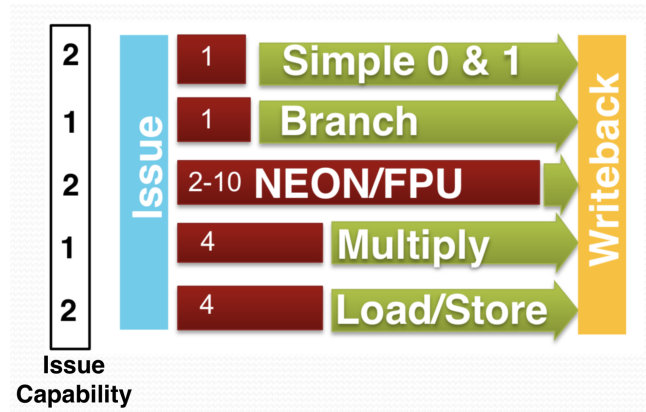 2
1
Simple 0 & 1
1
1
Branch
2
2-10
NEON/FPU
1
4
Multiply
2
4
Load/Store
Issue
Writeback
Issue
Capability